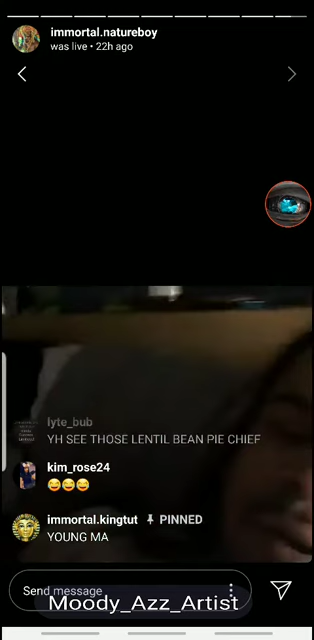 immortal.natureboy
was live • 22h ago
lyte_bub
YH SEE THOSE LENTIL BEAN PIE CHIEF
kim_rose24
😂😂😂
immortal.kingtut PINNED
YOUNG MA
Send message
Moody_Azz_Artist